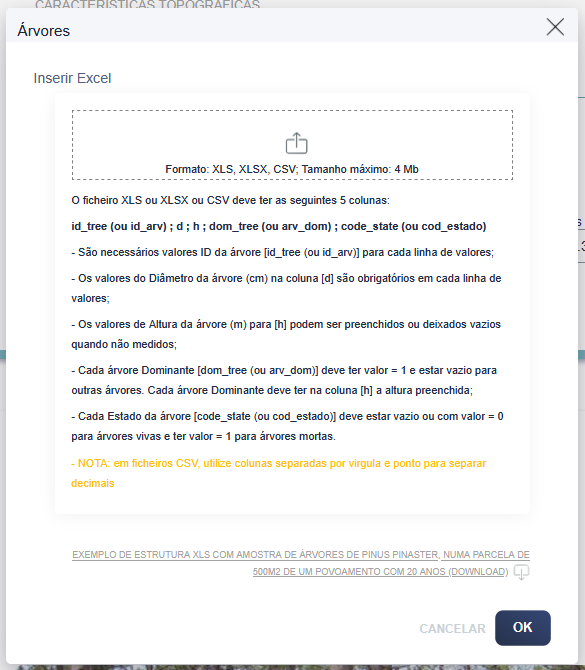 CARACTERÍSTICAS TOPOGRÁFICAS
Árvores
Inserir Excel
Formato: XLS, XLSX, CSV; Tamanho máximo: 4 Mb
O ficheiro XLS ou XLSX ou CSV deve ter as seguintes 5 colunas:
id_tree (ou id_arv) ; d ; h ; dom_tree (ou arv_dom) ; code_state (ou cod_estado)
- São necessários valores ID da árvore [id_tree (ou id_arv)] para cada linha de valores;
- Os valores do Diâmetro da árvore (cm) na coluna [d] são obrigatórios em cada linha de
valores;
- Os valores de Altura da árvore (m) para [h] podem ser preenchidos ou deixados vazios
quando não medidos;
- Cada árvore Dominante [dom_tree (ou arv_dom)] deve ter valor = 1 e estar vazio para
outras árvores. Cada árvore Dominante deve ter na coluna [h] a altura preenchida;
- Cada Estado da árvore [code_state (ou cod_estado)] deve estar vazio ou com valor = 0
para árvores vivas e ter valor = 1 para árvores mortas.
- NOTA: em ficheiros CSV, utilize colunas separadas por vírgula e ponto para separar
decimais
EXEMPLO DE ESTRUTURA XLS COM AMOSTRA DE ÁRVORES DE PINUS PINASTER, NUMA PARCELA DE
500M2 DE UM POVOAMENTO COM 20 ANOS (DOWNLOAD)
CANCELAR OK